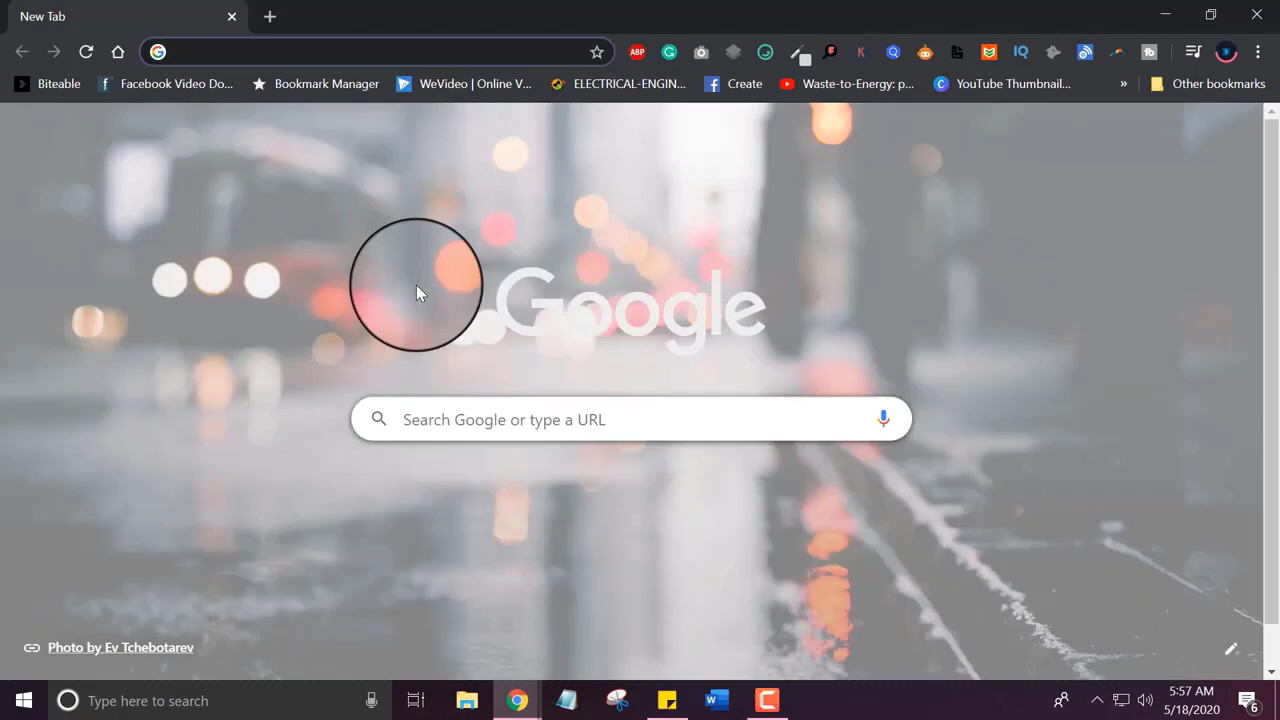 New Tab
ABP
IQ
tb
Biteable
Facebook Video Do...
Bookmark Manager
WeVideo | Online V...
ELECTRICAL-ENGIN...
Create
Waste-to-Energy: p...
YouTube Thumbnail...
»
Other bookmarks
Google
Search Google or type a URL
Photo by Ev Tchebotarev
Type here to search
5:57 AM
5/18/2020
6